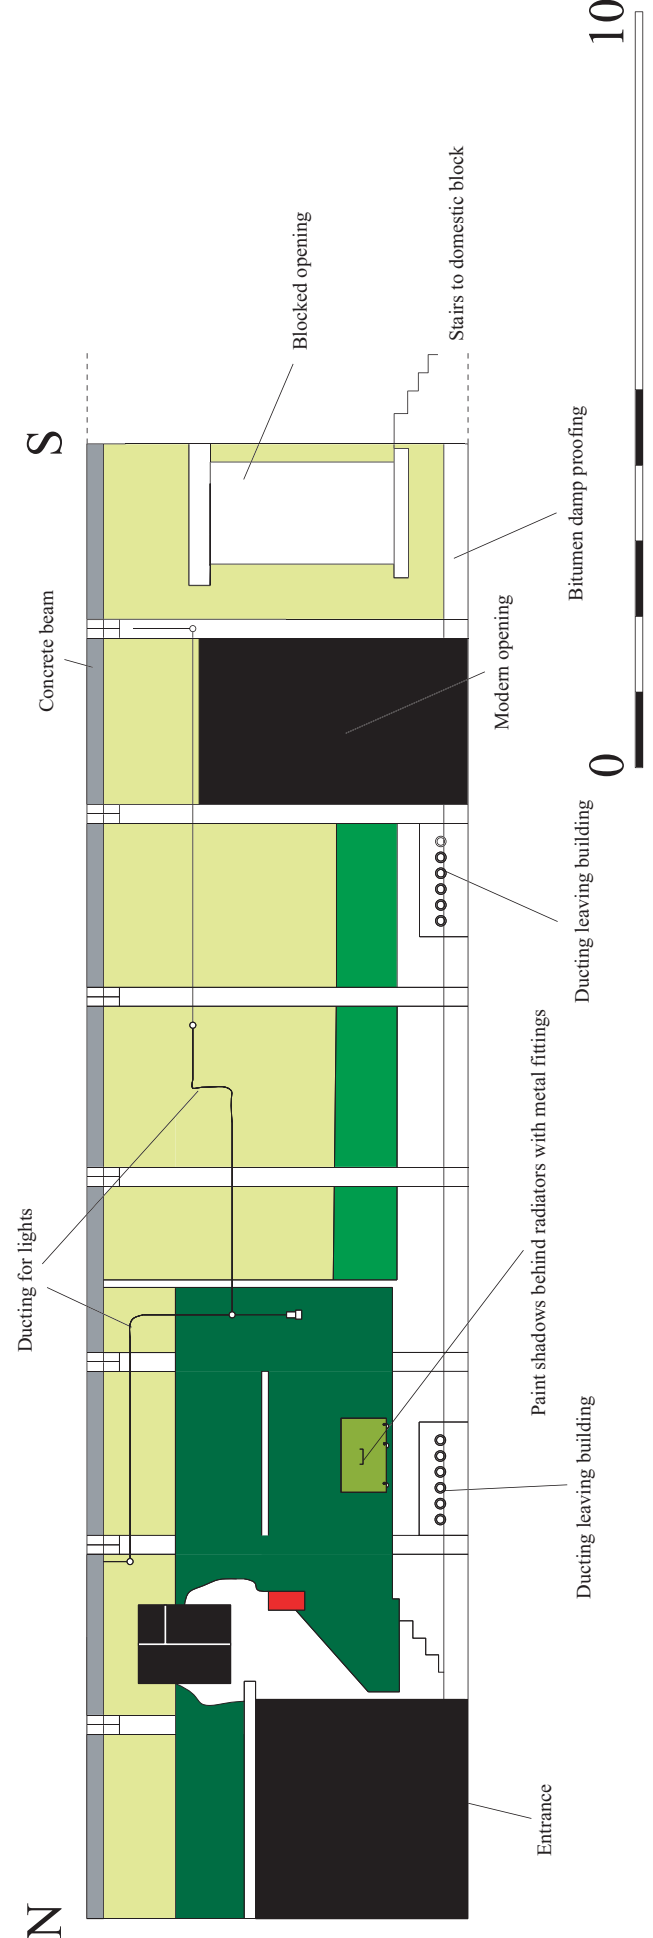 N
S
Ducting for lights
Concrete beam
Blocked opening
Stairs to domestic block
Entrance
Paint shadows behind radiators with metal fittings
Modern opening
Bitumen damp proofing
Ducting leaving building
Ducting leaving building
0
10